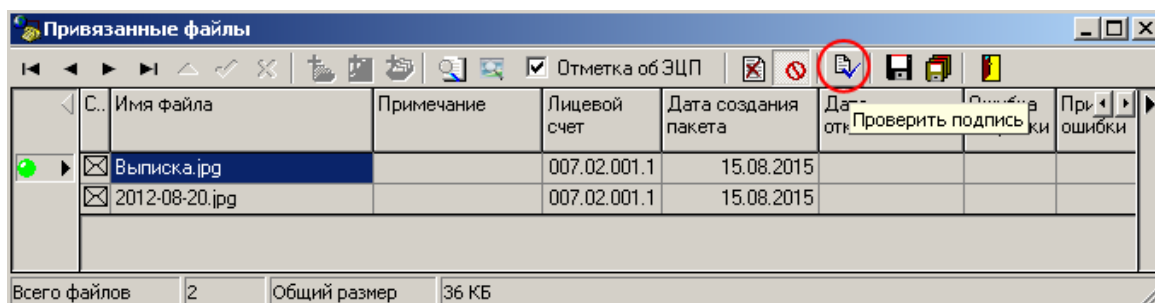 Привязанные файлы
Отметка об ЭЦП
С.. Имя файла Примечание Лицевой счет Дата создания пакета Ошибка При ошибки
Проверить подпись
Выписка.jpg 007.02.001.1 15.08.2015
2012-08-20.jpg 007.02.001.1 15.08.2015
Всего файлов 2 Общий размер 36 КБ